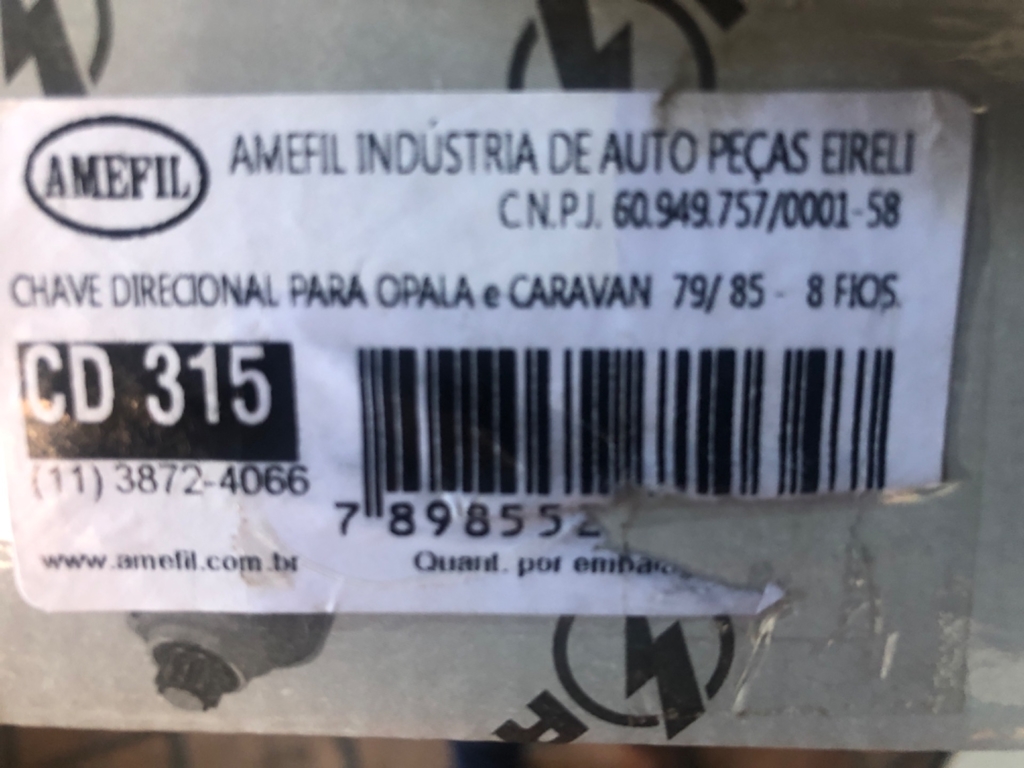 AMEFIL
AMEFIL INDÚSTRIA DE AUTO PEÇAS EIRELI
C.N.P.J. 60.949.757/0001-58
CHAVE DIRECIONAL PARA OPALA e CARAVAN 79/ 85 - 8 FIOS.
CD 315
(11) 3872-4066
7 898552
www.amefil.com.br
Quant. por